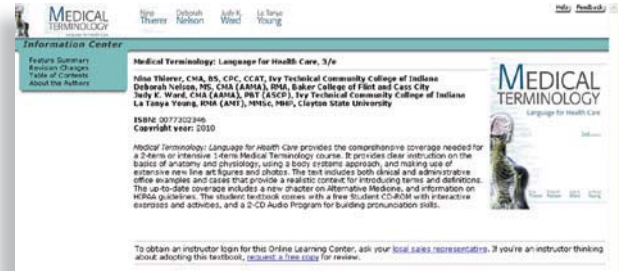 MEDICAL
TERMINOLOGY
Nina Thierer
Deborah Nelson
Judy K. Ward
La Tanya Young
Help | Feedback
Information Center
Feature Summary
Revision Changes
Table of Contents
About the Authors
Medical Terminology: Language for Health Care, 3/e
Nina Thierer, CMA, BS, CPC, CCAT, Ivy Technical Community College of Indiana
Deborah Nelson, MS, CMA (AAMA), RMA, Baker College of Flint and Cass City
Judy K. Ward, CMA (AAMA), PBT (ASCP), Ivy Technical Community College of Indiana
La Tanya Young, RMA (AMT), MMSc, MHP, Clayton State University
ISBN: 0077302346
Copyright year: 2010
Medical Terminology: Language for Health Care provides the comprehensive coverage needed for
a 2-term or intensive 1-term Medical Terminology course. It provides clear instruction on the
basics of anatomy and physiology, using a body systems approach, and making use of
extensive new line art figures and photos. The text includes both clinical and administrative
office examples and cases that provide a realistic context for introducing terms and definitions.
The up-to-date coverage includes a new chapter on Alternative Medicine, and information on
HIPAA guidelines. The student textbook comes with a free Student CD-ROM with interactive
exercises and activities, and a 2-CD Audio Program for building pronunciation skills.
MEDICAL
TERMINOLOGY
Language for Health Care
To obtain an instructor login for this Online Learning Center, ask your local sales representative. If you're an instructor thinking
about adopting this textbook, request a free copy for review.